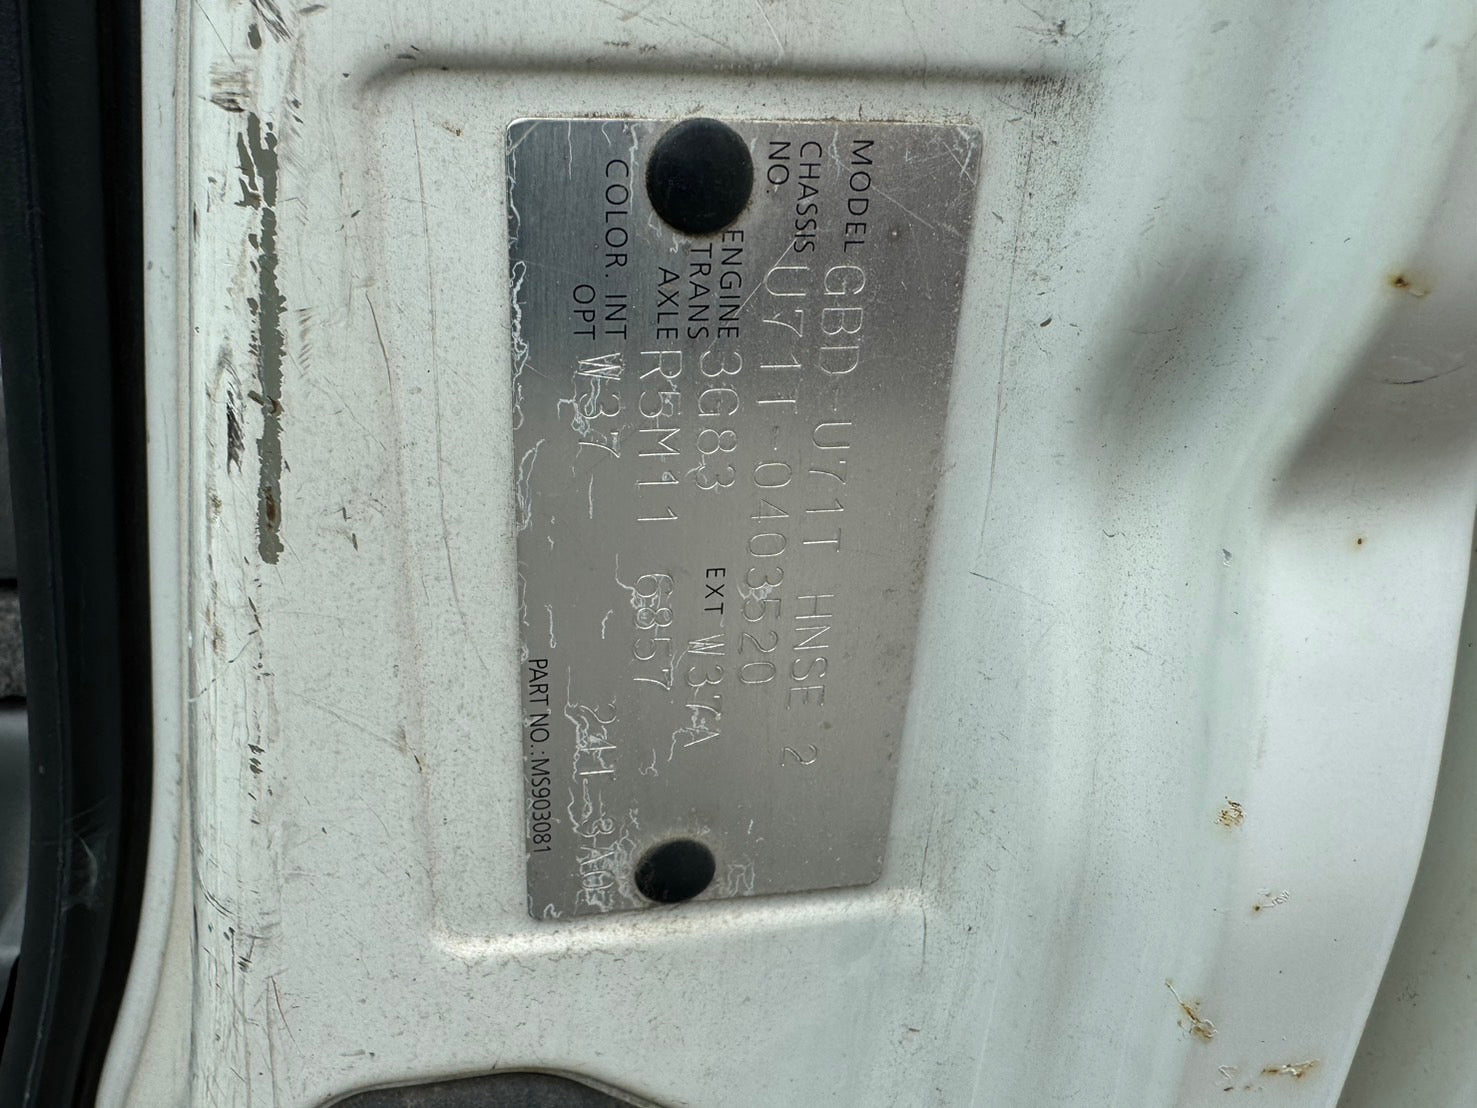 MODEL GBD-U71T HNSE 2
CHASSIS NO. U71T-0403520
ENGINE 3G83 EXT W37A
TRANS AXLE R5M11 6857
COLOR. INT W37
OPT
PART NO.:MS903081